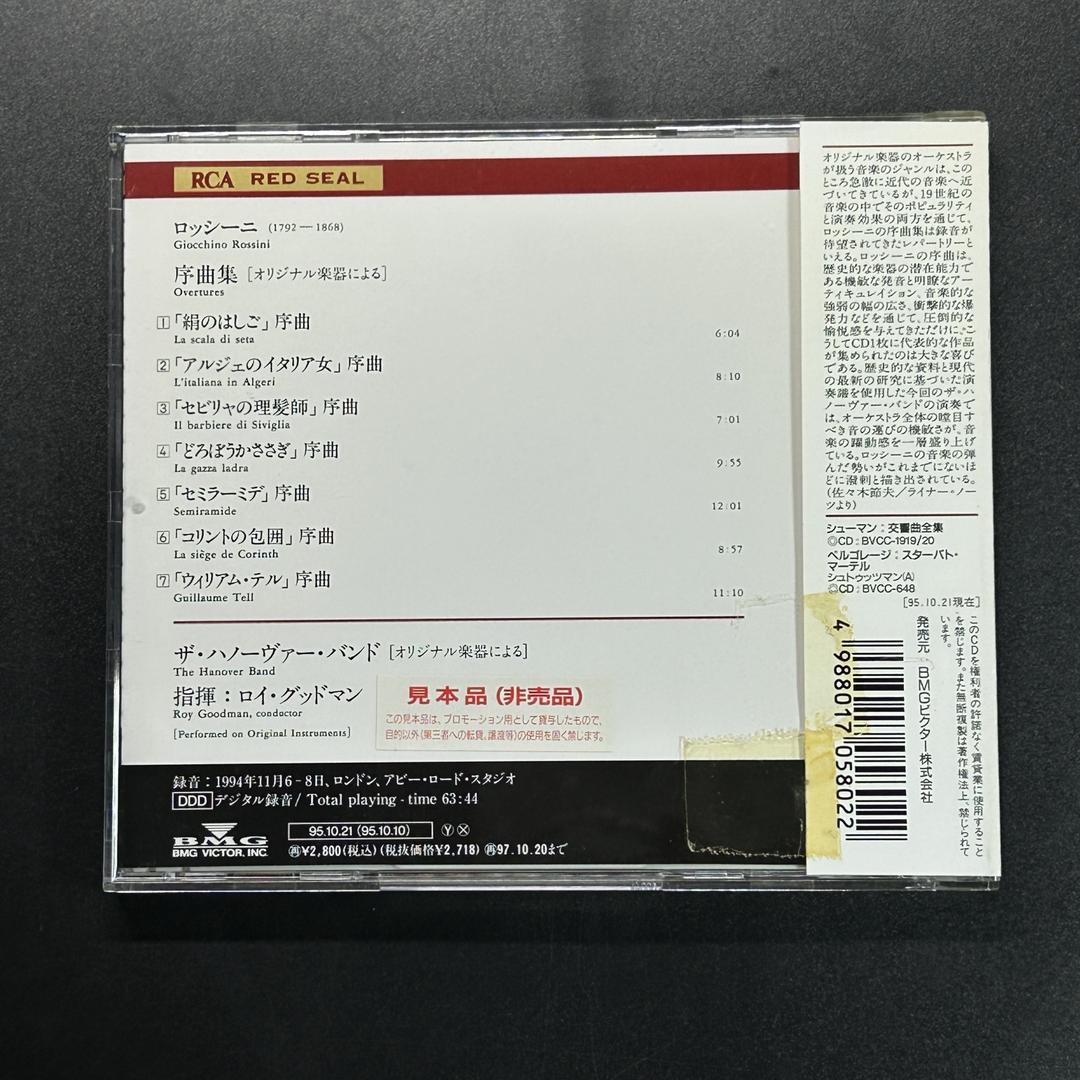 RCA RED SEAL
ロッシーニ (1792—1868)
Giocchino Rossini
序曲集 [オリジナル楽器による]
Overtures
1 「絹のはしご」序曲
La scala di seta 6:04
2 「アルジェのイタリア女」序曲
L'italiana in Algeri 8:10
3 「セビリャの理髪師」序曲
Il barbiere di Siviglia 7:01
4 「どろぼうかささぎ」序曲
La gazza ladra 9:55
5 「セミラーミデ」序曲
Semiramide 12:01
6 「コリントの包囲」序曲
La siège de Corinth 8:57
7 「ウィリアム・テル」序曲
Guillaume Tell 11:10
ザ・ハノーヴァー・バンド [オリジナル楽器による]
The Hanover Band
指揮：ロイ・グッドマン
Roy Goodman, conductor
[Performed on Original Instruments]
見本品(非売品)
この見本品は、プロモーション用として貸与したもので、
目的以外(第三者への転貸、譲渡等)の使用を固く禁じます。
録音：1994年11月6-8日、ロンドン、アビー・ロード・スタジオ
DDD デジタル録音/ Total playing-time 63:44
BMG
BMG VICTOR, INC.
95.10.21 (95.10.10) Ⓨ Ⓧ
㊢¥2,800(税込)(税抜価格¥2,718) ㊢97.10.20まで
オリジナル楽器のオーケストラ
が扱う音楽のジャンルは、この
ところ急激に近代の音楽へ近
づいてきているが、19世紀の
音楽の中でそのポピュラリティ
と演奏効果の両方を通じて、
ロッシーニの序曲集は録音が
待望されてきたレパートリーと
いえる。ロッシーニの序曲は、
歴史的な楽器の潜在能力で
ある機敏な発音と明瞭なアー
ティキュレイション、音楽的な
強弱の幅の広さ、衝撃的な爆
発力などを通じて、圧倒的な
愉悦感を与えてきただけに、こ
うしてCD1枚に代表的な作品
が集められたのは大きな喜び
である。歴史的な資料と現代
の最新の研究に基づいた演
奏譜を使用した今回のザ・ハ
ノーヴァー・バンドの演奏で
は、オーケストラ全体の瞠目す
べき音の運びの機敏さが、音
楽の躍動感を一層盛り上げ
ている。ロッシーニの音楽の弾
んだ勢いがこれまでにないほ
どに溌剌と描き出されている。
(佐々木節夫／ライナー・ノー
ツより)
シューマン：交響曲全集
◎CD：BVCC-1919/20
ペルゴレージ：スターバト・
マーテル
シュトゥッツマン(A)
◎CD：BVCC-648
[95.10.21現在]
このCDを権利者の許諾なく賃貸業に使用すること
を禁じます。また無断複製は著作権法上、禁じられて
います。
発売元：BMGビクター株式会社
4 988017 058022